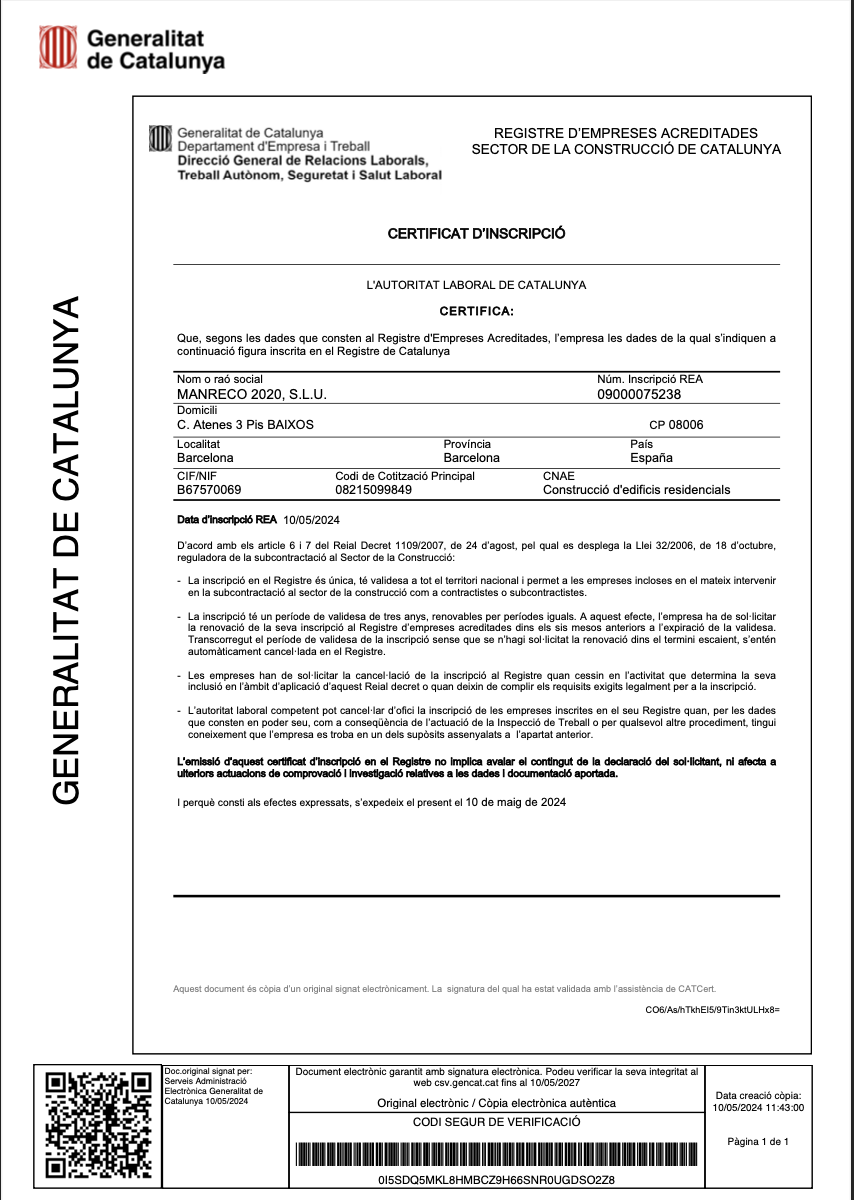 Generalitat
de Catalunya
Generalitat de Catalunya
Departament d'Empresa i Treball
Direcció General de Relacions Laborals,
Treball Autònom, Seguretat i Salut Laboral
REGISTRE D'EMPRESES ACREDITADES
SECTOR DE LA CONSTRUCCIÓ DE CATALUNYA
CERTIFICAT D'INSCRIPCIÓ
L'AUTORITAT LABORAL DE CATALUNYA
CERTIFICA:
Que, segons les dades que consten al Registre d'Empreses Acreditades, l'empresa les dades de la qual s'indiquen a
continuació figura inscrita en el Registre de Catalunya
Nom o raó social Núm. Inscripció REA
MANRECO 2020, S.L.U. 09000075238
Domicili
C. Atenes 3 Pis BAIXOS CP 08006
Localitat Província País
Barcelona Barcelona España
CIF/NIF Codi de Cotització Principal CNAE
B67570069 08215099849 Construcció d'edificis residencials
Data d'inscripció REA 10/05/2024
D'acord amb els article 6 i 7 del Reial Decret 1109/2007, de 24 d'agost, pel qual es desplega la Llei 32/2006, de 18 d'octubre,
reguladora de la subcontractació al Sector de la Construcció:
- La inscripció en el Registre és única, té validesa a tot el territori nacional i permet a les empreses incloses en el mateix intervenir
en la subcontractació al sector de la construcció com a contractistes o subcontractistes.
- La inscripció té un període de validesa de tres anys, renovables per períodes iguals. A aquest efecte, l'empresa ha de sol·licitar
la renovació de la seva inscripció al Registre d'empreses acreditades dins els sis mesos anteriors a l'expiració de la validesa.
Transcorregut el període de validesa de la inscripció sense que se n'hagi sol·licitat la renovació dins el termini escaient, s'entén
automàticament cancel·lada en el Registre.
- Les empreses han de sol·licitar la cancel·lació de la inscripció al Registre quan cessin en l'activitat que determina la seva
inclusió en l'àmbit d'aplicació d'aquest Reial decret o quan deixin de complir els requisits exigits legalment per a la inscripció.
- L'autoritat laboral competent pot cancel·lar d'ofici la inscripció de les empreses inscrites en el seu Registre quan, per les dades
que consten en poder seu, com a conseqüència de l'actuació de la Inspecció de Treball o per qualsevol altre procediment, tingui
coneixement que l'empresa es troba en un dels supòsits assenyalats a l'apartat anterior.
L'emissió d'aquest certificat d'inscripció en el Registre no implica avalar el contingut de la declaració del sol·licitant, ni afecta a
ulteriors actuacions de comprovació i investigació relatives a les dades i documentació aportada.
I perquè consti als efectes expressats, s'expedeix el present el 10 de maig de 2024
Aquest document és còpia d'un original signat electrònicament. La signatura del qual ha estat validada amb l'assistència de CATCert.
CO6/As/hTkhEI5/9Tin3ktULHx8=
GENERALITAT DE CATALUNYA
Doc.original signat per:
Serveis Administració
Electrònica Generalitat de
Catalunya 10/05/2024
Document electrònic garantit amb signatura electrònica. Podeu verificar la seva integritat al
web csv.gencat.cat fins al 10/05/2027
Original electrònic / Còpia electrònica autèntica
CODI SEGUR DE VERIFICACIÓ
0I5SDQ5MKL8HMBCZ9H66SNR0UGDSO2Z8
Data creació còpia:
10/05/2024 11:43:00
Pàgina 1 de 1